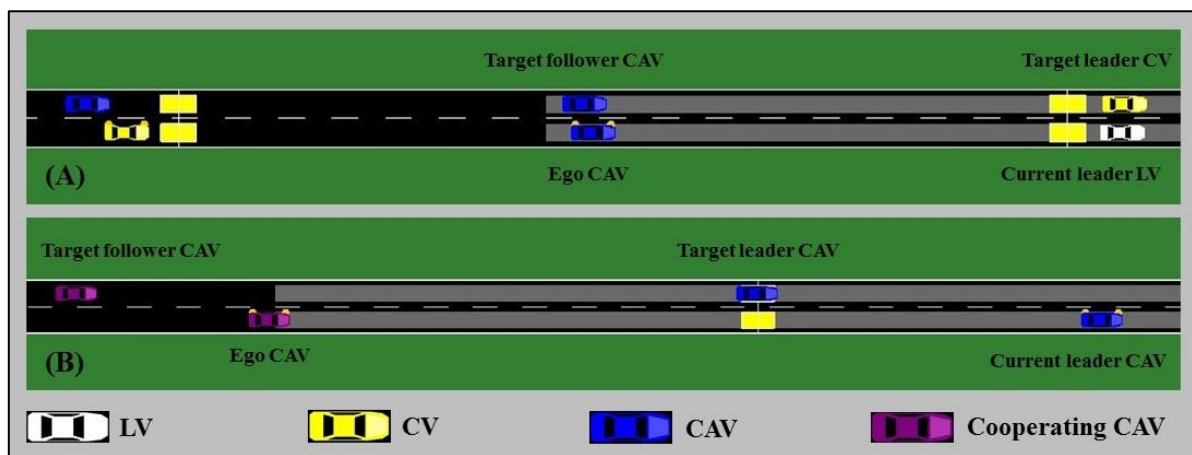 Target follower CAV Target leader CV
(A) Ego CAV Current leader LV
Target follower CAV Target leader CAV
(B) Ego CAV Current leader CAV
LV CV CAV Cooperating CAV